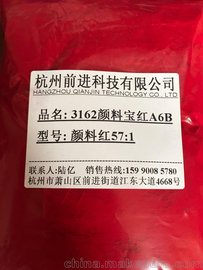 杭州前进科技有限公司
HANGZHOU QIANJIN TECHNOLOGY CO.,LTD
品名: 3162颜料宝红A6B
型号: 颜料红57:1
联系人: 陆亿 销售热线: 159 9008 5780
杭州市萧山区前进街道江东大道4668号